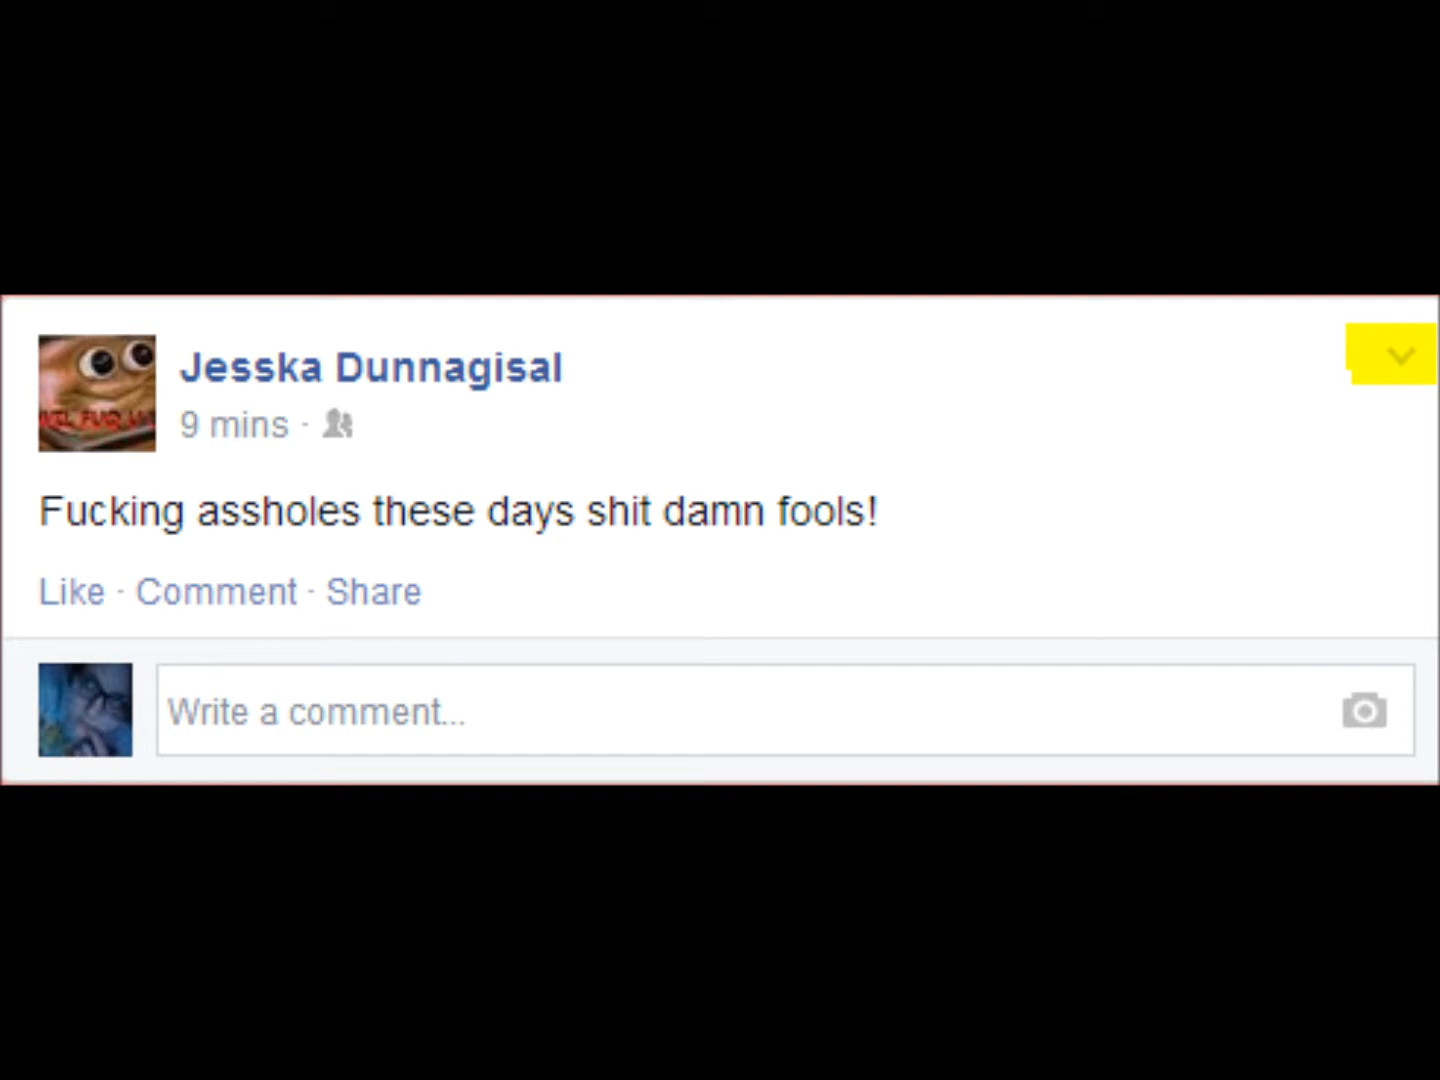 Jesska Dunnagisal
9 mins ·
Fucking assholes these days shit damn fools!
Like · Comment · Share
Write a comment...